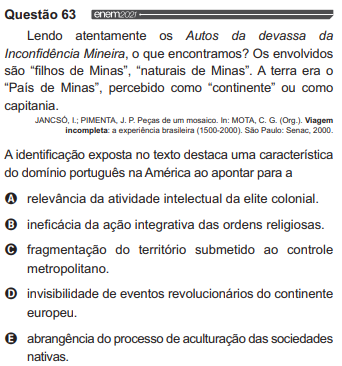 Questão 63 enem2021
Lendo atentamente os Autos da devassa da
Inconfidência Mineira, o que encontramos? Os envolvidos
são “filhos de Minas”, “naturais de Minas”. A terra era o
“País de Minas”, percebido como “continente” ou como
capitania.
JANCSÓ, I.; PIMENTA, J. P. Peças de um mosaico. In: MOTA, C. G. (Org.). Viagem
incompleta: a experiência brasileira (1500-2000). São Paulo: Senac, 2000.
A identificação exposta no texto destaca uma característica
do domínio português na América ao apontar para a
A relevância da atividade intelectual da elite colonial.
B ineficácia da ação integrativa das ordens religiosas.
C fragmentação do território submetido ao controle
metropolitano.
D invisibilidade de eventos revolucionários do continente
europeu.
E abrangência do processo de aculturação das sociedades
nativas.